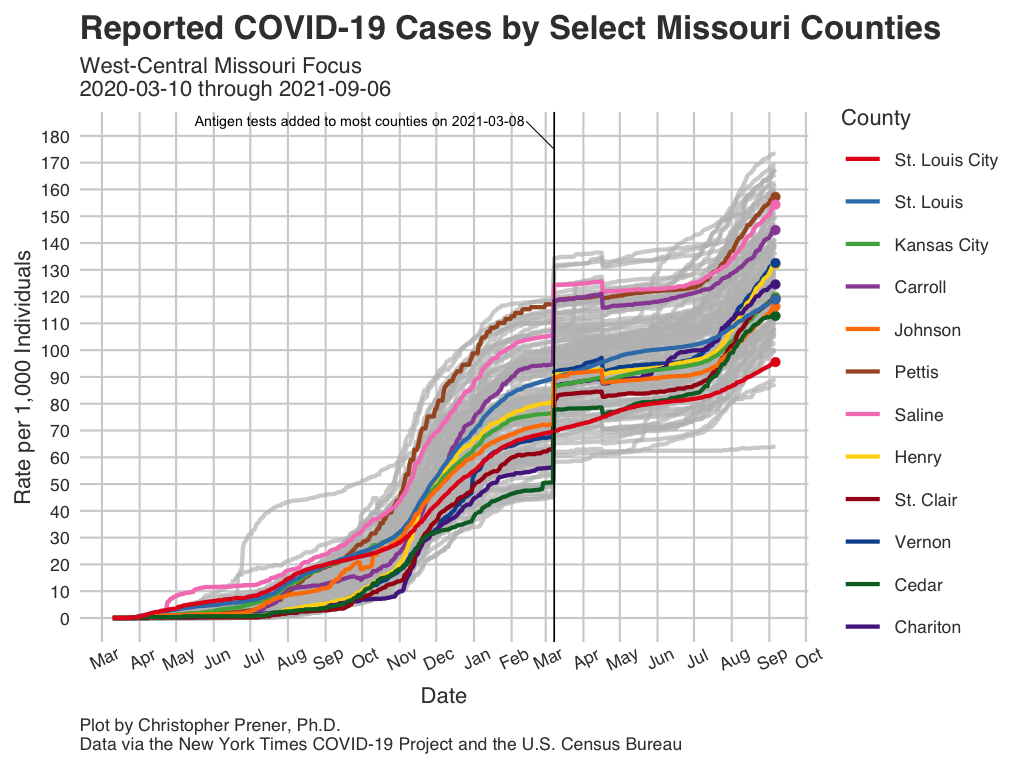 Reported COVID-19 Cases by Select Missouri Counties
West-Central Missouri Focus
2020-03-10 through 2021-09-06
Antigen tests added to most counties on 2021-03-08
Rate per 1,000 Individuals
180
170
160
150
140
130
120
110
100
90
80
70
60
50
40
30
20
10
0
Mar Apr May Jun Jul Aug Sep Oct Nov Dec Jan Feb Mar Apr May Jun Jul Aug Sep Oct
Date
County
St. Louis City
St. Louis
Kansas City
Carroll
Johnson
Pettis
Saline
Henry
St. Clair
Vernon
Cedar
Chariton
Plot by Christopher Prener, Ph.D.
Data via the New York Times COVID-19 Project and the U.S. Census Bureau